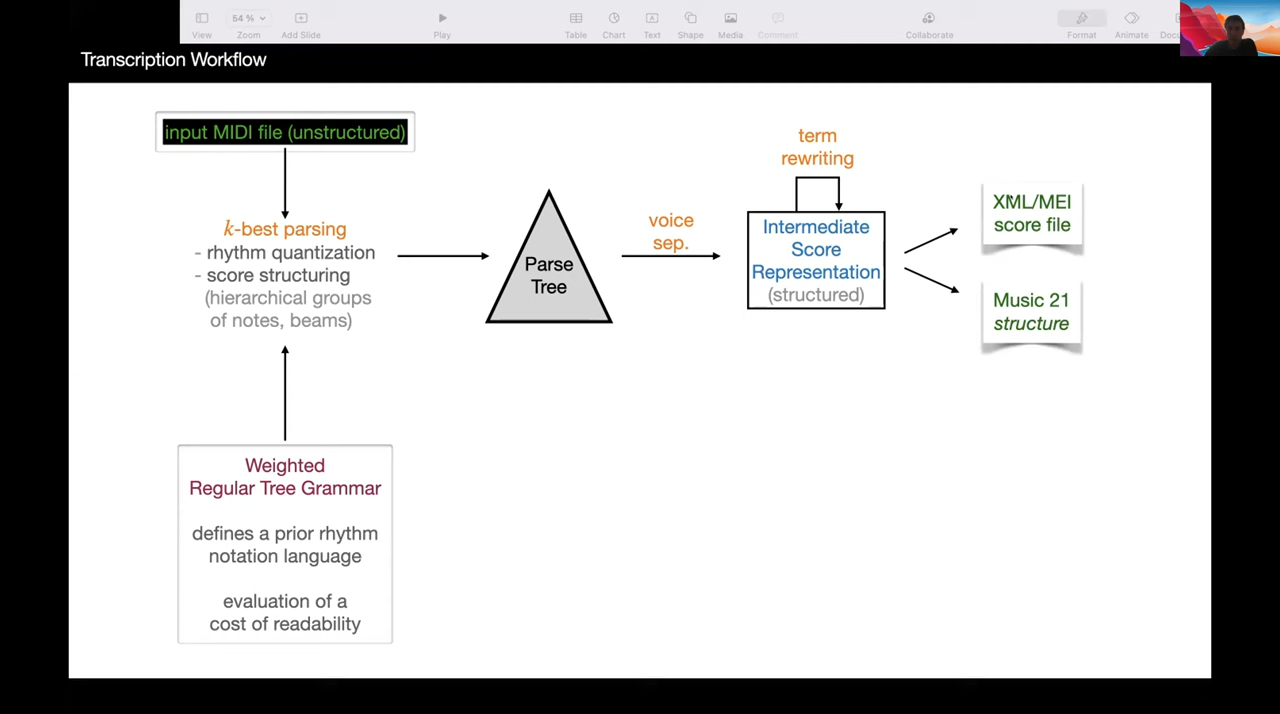 View
54 %
Zoom
Add Slide
Play
Table
Chart
Text
Shape
Media
Comment
Collaborate
Format
Animate
Transcription Workflow
input MIDI file (unstructured)
k-best parsing
- rhythm quantization
- score structuring
(hierarchical groups
of notes, beams)
Weighted
Regular Tree Grammar
defines a prior rhythm
notation language
evaluation of a
cost of readability
Parse
Tree
voice
sep.
term
rewriting
Intermediate
Score
Representation
(structured)
XML/MEI
score file
Music 21
structure